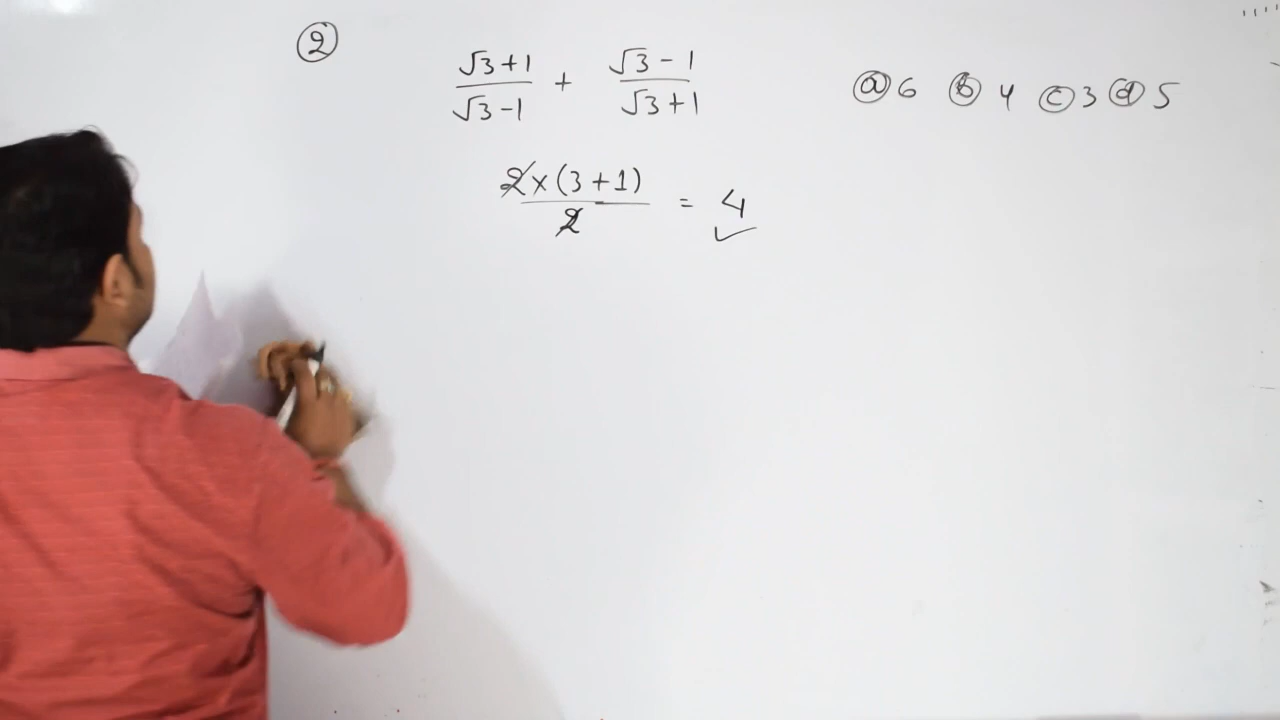 ②
(√3+1)/(√3-1) + (√3-1)/(√3+1) ⓐ 6 ⓑ 4 ⓒ 3 ⓓ 5
2×(3+1)/2 = 4 ✓